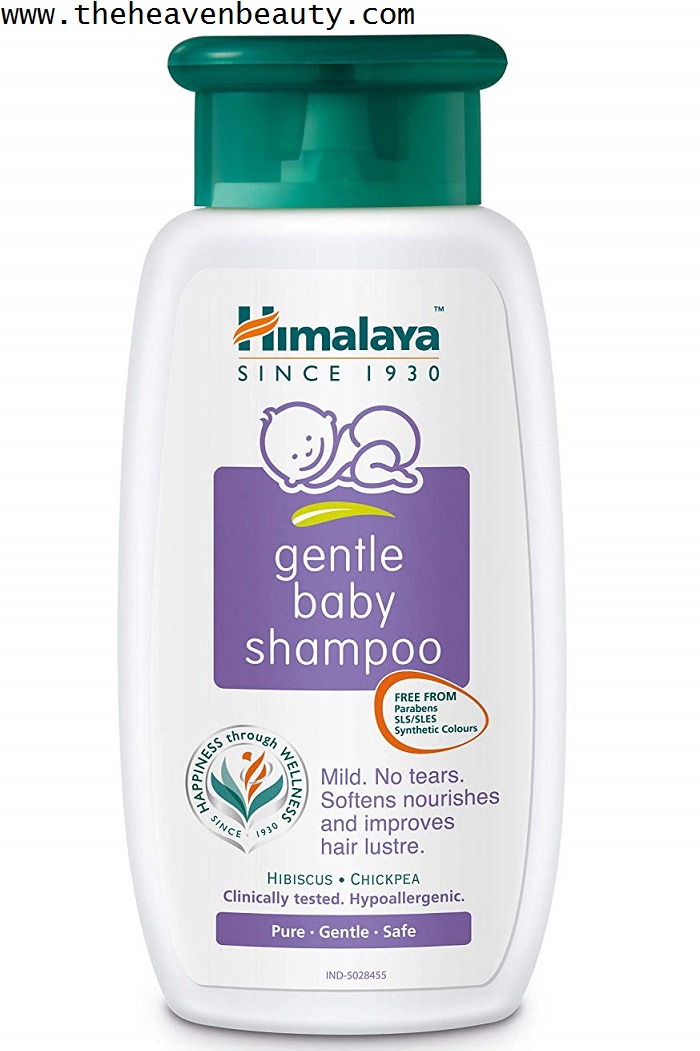 www.theheavenbeauty.com
Himalaya™
SINCE 1930
gentle
baby
shampoo
FREE FROM
Parabens
SLS/SLES
Synthetic Colours
HAPPINESS through WELLNESS
SINCE 1930
Mild. No tears.
Softens nourishes
and improves
hair lustre.
HIBISCUS • CHICKPEA
Clinically tested. Hypoallergenic.
Pure · Gentle · Safe
IND-5028455